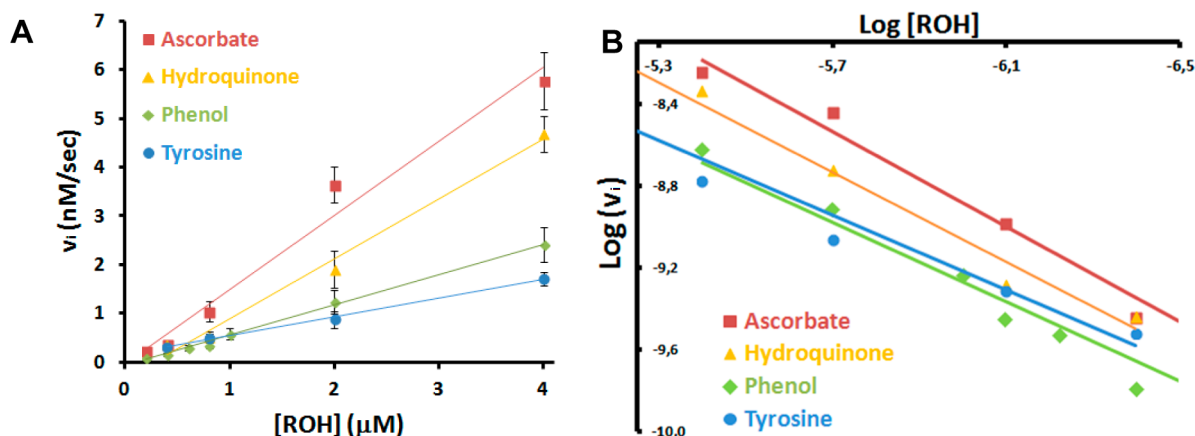 A
7
6
5
4
3
2
1
0
0
1
2
3
4
vi (nM/sec)
[ROH] (μM)
Ascorbate
Hydroquinone
Phenol
Tyrosine
B
Log [ROH]
-5,3
-5,7
-6,1
-6,5
-8,4
-8,8
-9,2
-9,6
-10,0
Log (vi)
Ascorbate
Hydroquinone
Phenol
Tyrosine